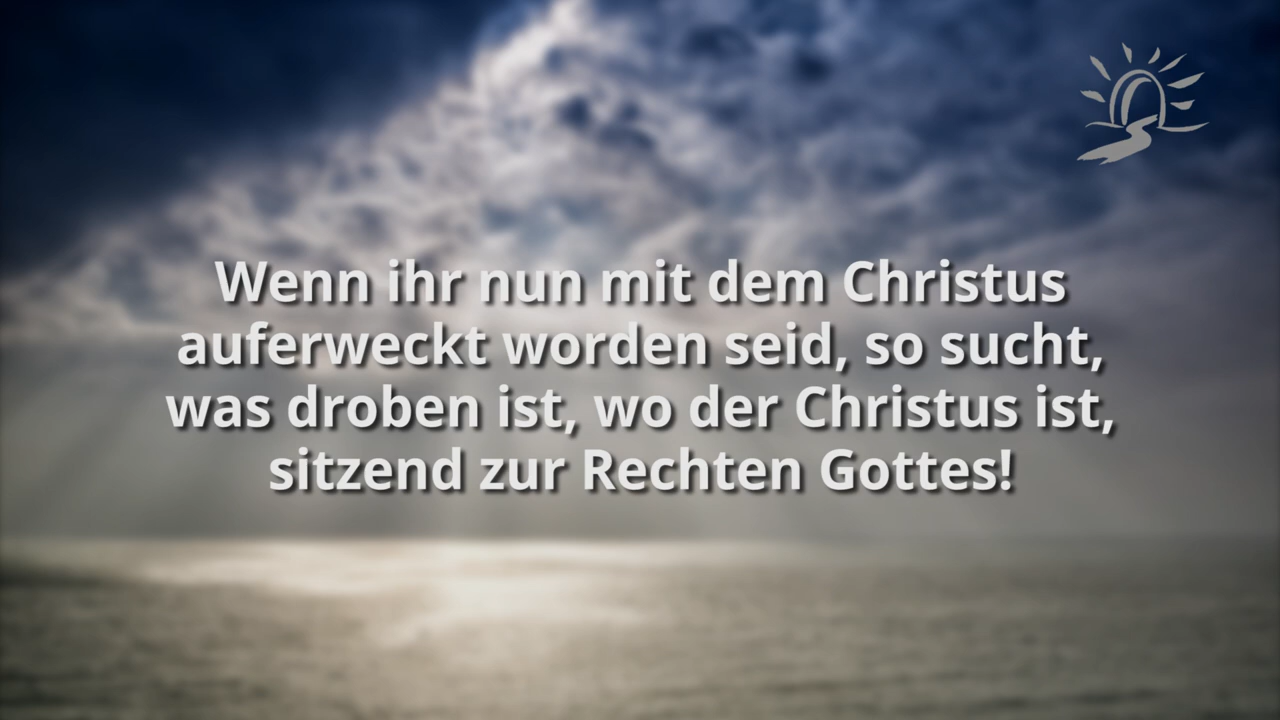 Wenn ihr nun mit dem Christus
auferweckt worden seid, so sucht,
was droben ist, wo der Christus ist,
sitzend zur Rechten Gottes!